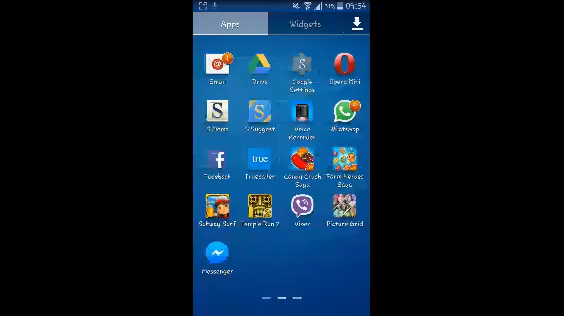 09:54
Apps
Widgets
Email
Drive
Google
Settings
Opera Mini
S Memo
S Suggest
Voice
Recorder
WhatsApp
Facebook
true
Truecaller
Candy Crush
Saga
Farm Heroes
Saga
Subway Surf
Temple Run 2
Viber
Picture Grid
Messenger